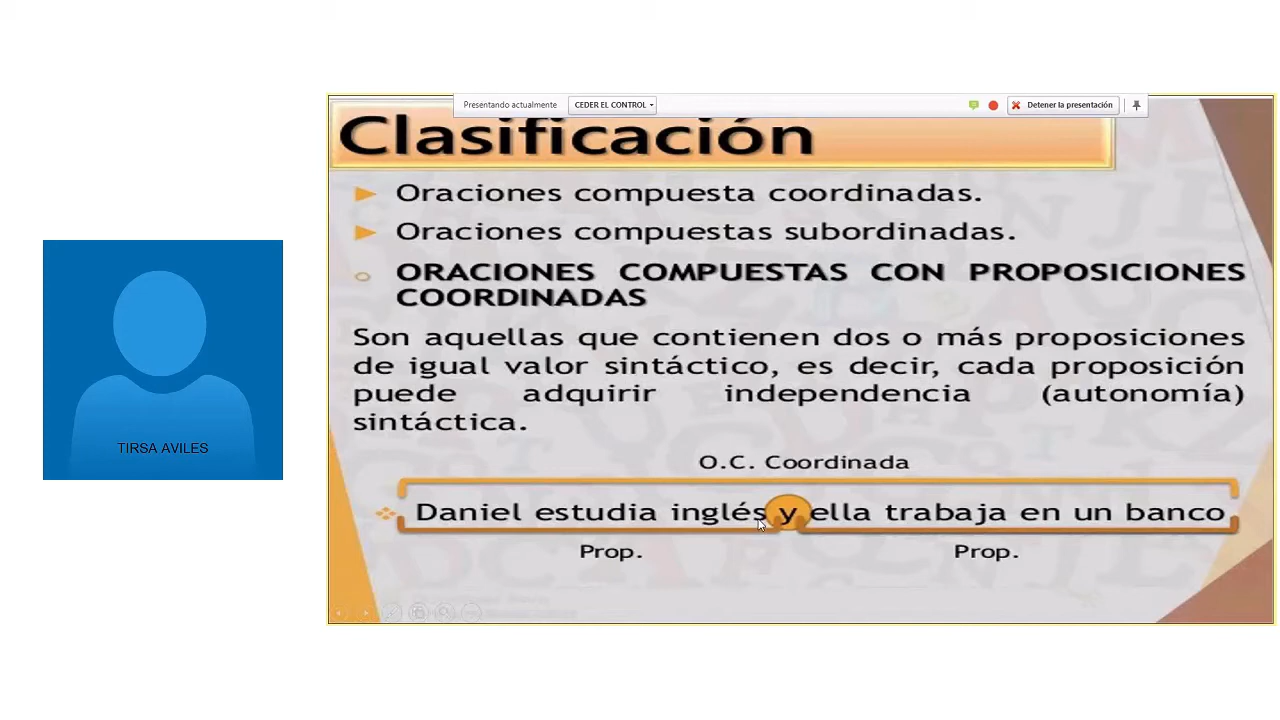 Presentando actualmente CEDER EL CONTROL Detener la presentación
Clasificación
Oraciones compuesta coordinadas.
Oraciones compuestas subordinadas.
ORACIONES COMPUESTAS CON PROPOSICIONES
COORDINADAS
Son aquellas que contienen dos o más proposiciones
de igual valor sintáctico, es decir, cada proposición
puede adquirir independencia (autonomía)
sintáctica.
TIRSA AVILES
O.C. Coordinada
Daniel estudia inglés y ella trabaja en un banco
Prop. Prop.